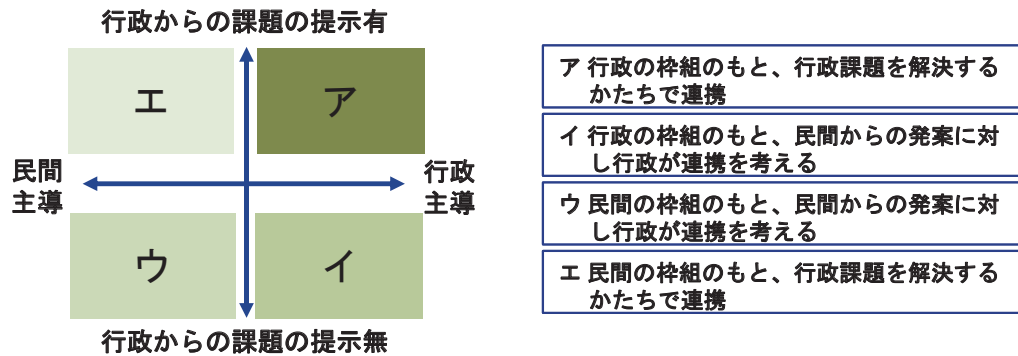 行政からの課題の提示有
エ
ア
民間
主導
行政
主導
ウ
イ
行政からの課題の提示無
ア 行政の枠組のもと、行政課題を解決する
かたちで連携
イ 行政の枠組のもと、民間からの発案に対
し行政が連携を考える
ウ 民間の枠組のもと、民間からの発案に対
し行政が連携を考える
エ 民間の枠組のもと、行政課題を解決する
かたちで連携